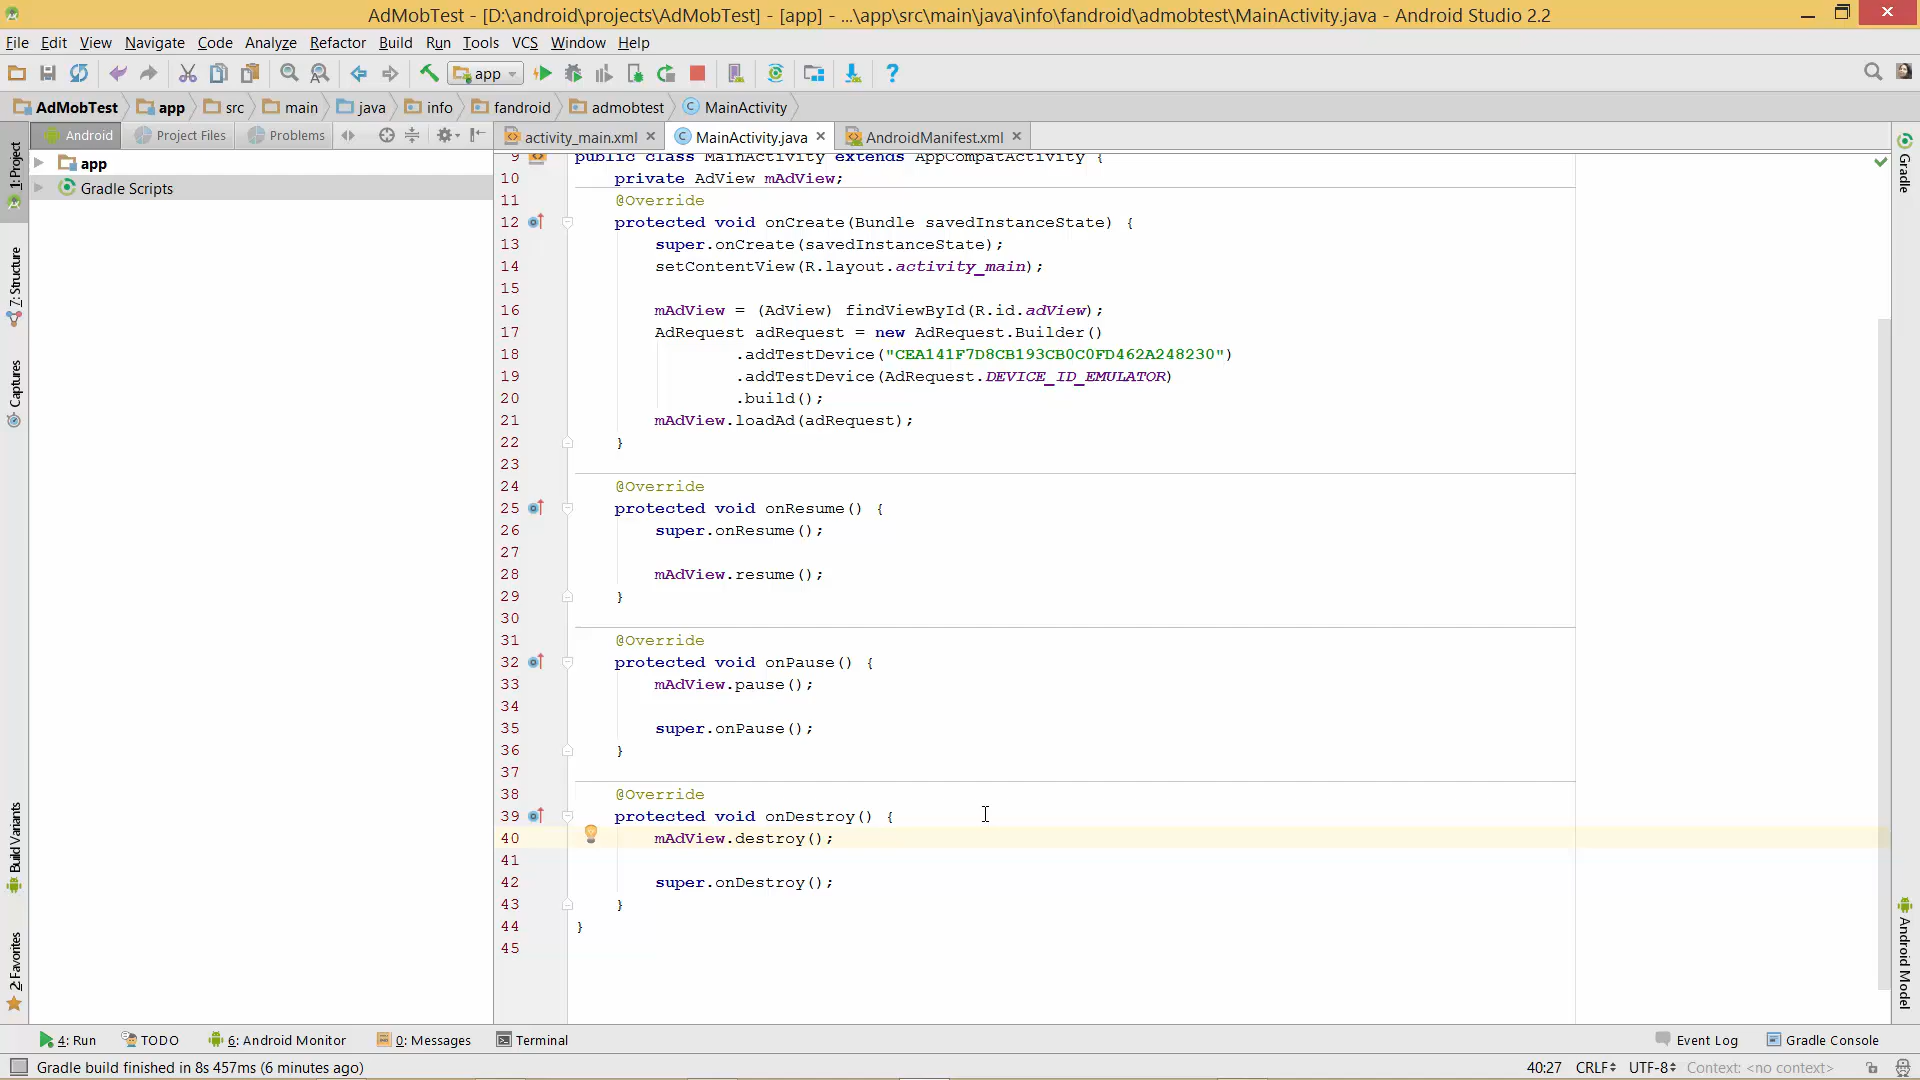 AdMobTest - [D:\android\projects\AdMobTest] - [app] - ...\app\src\main\java\info\fandroid\admobtest\MainActivity.java - Android Studio 2.2
File Edit View Navigate Code Analyze Refactor Build Run Tools VCS Window Help
app
AdMobTest app src main java info fandroid admobtest MainActivity
Android Project Files Problems
activity_main.xml MainActivity.java AndroidManifest.xml
app
Gradle Scripts
1: Project
7: Structure
Captures
Build Variants
2: Favorites
9 public class MainActivity extends AppCompatActivity {
10 private AdView mAdView;
11 @Override
12 protected void onCreate(Bundle savedInstanceState) {
13 super.onCreate(savedInstanceState);
14 setContentView(R.layout.activity_main);
15
16 mAdView = (AdView) findViewById(R.id.adView);
17 AdRequest adRequest = new AdRequest.Builder()
18 .addTestDevice("CEA141F7D8CB193CB0C0FD462A248230")
19 .addTestDevice(AdRequest.DEVICE_ID_EMULATOR)
20 .build();
21 mAdView.loadAd(adRequest);
22 }
23
24 @Override
25 protected void onResume() {
26 super.onResume();
27
28 mAdView.resume();
29 }
30
31 @Override
32 protected void onPause() {
33 mAdView.pause();
34
35 super.onPause();
36 }
37
38 @Override
39 protected void onDestroy() {
40 mAdView.destroy();
41
42 super.onDestroy();
43 }
44 }
45
Gradle
Android Model
4: Run TODO 6: Android Monitor 0: Messages Terminal Event Log Gradle Console
Gradle build finished in 8s 457ms (6 minutes ago) 40:27 CRLF UTF-8 Context: <no context>